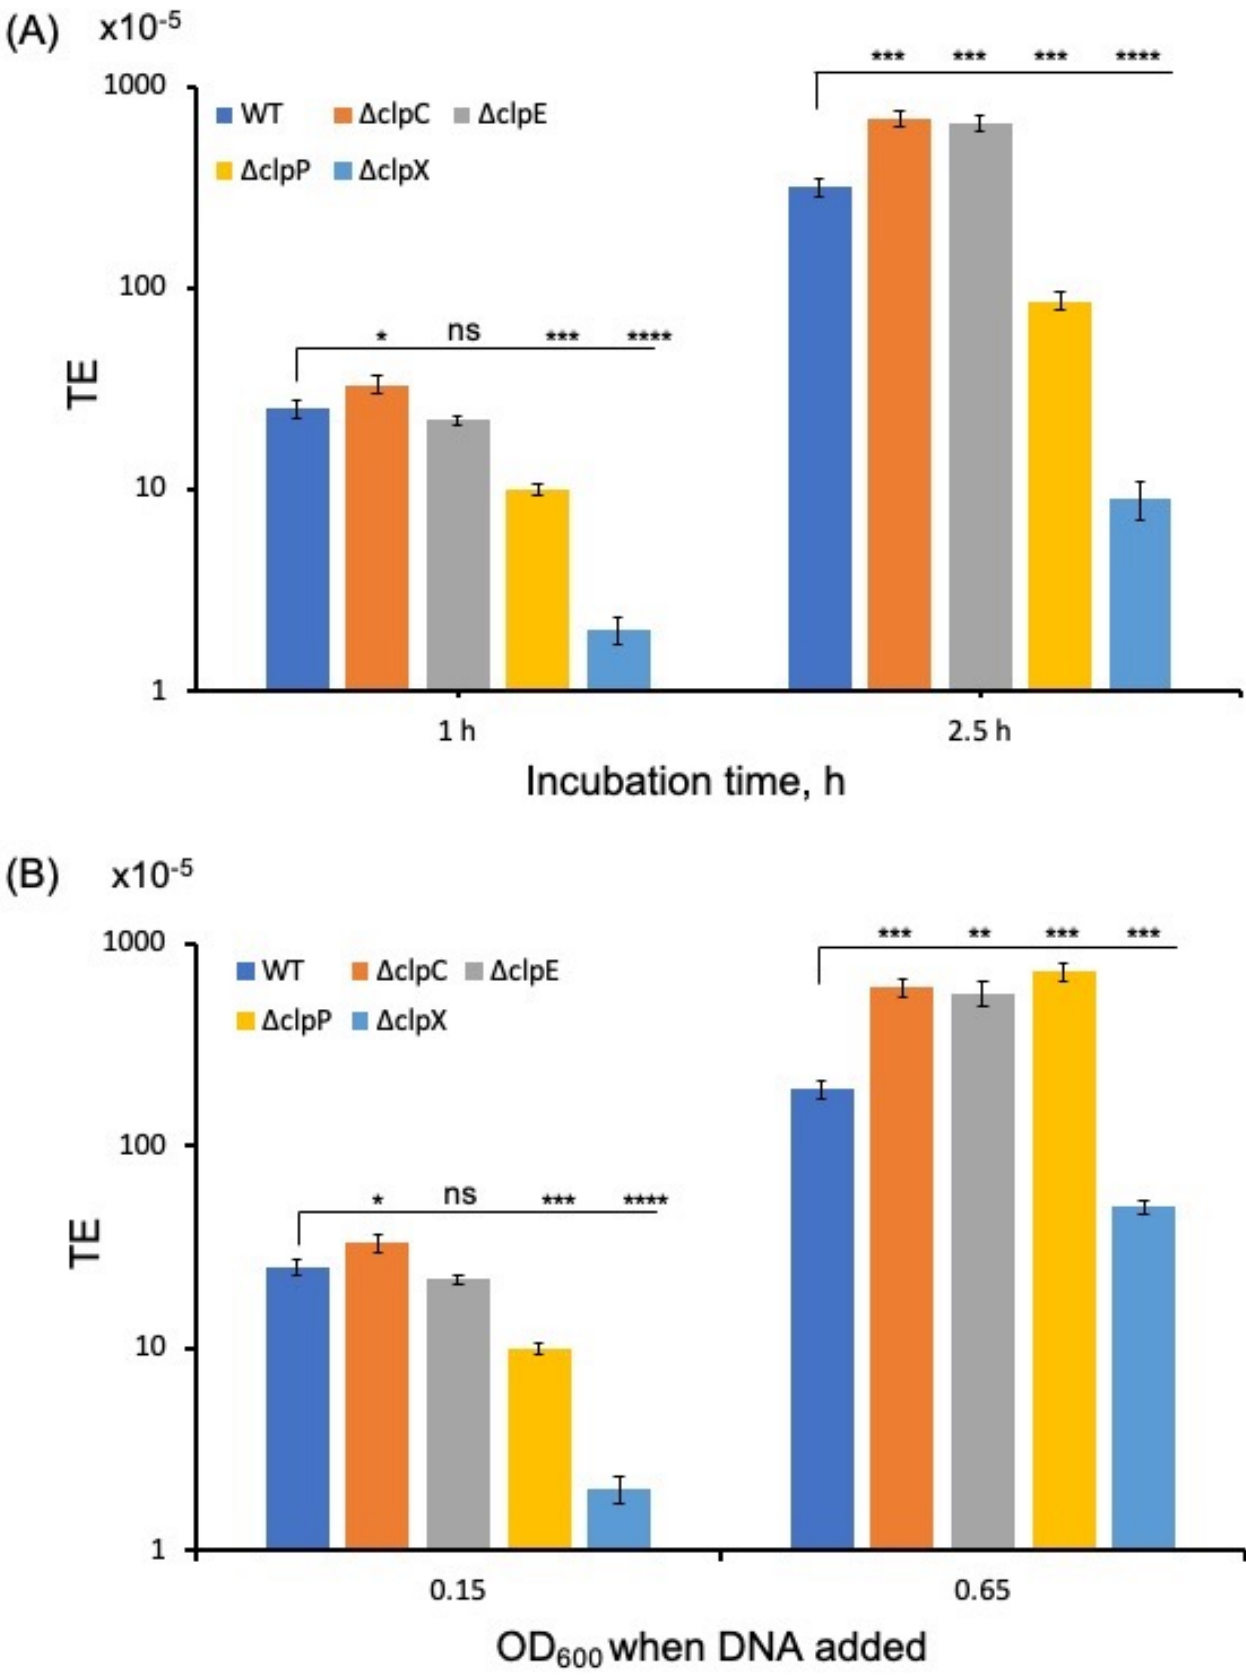 (A) x10-5
*** *** *** ****
1000
WT ΔclpC ΔclpE
ΔclpP ΔclpX
100
* ns *** ****
TE
10
1
1 h 2.5 h
Incubation time, h
(B) x10-5
1000
*** ** *** ***
WT ΔclpC ΔclpE
ΔclpP ΔclpX
100
* ns *** ****
TE
10
1
0.15 0.65
OD600 when DNA added